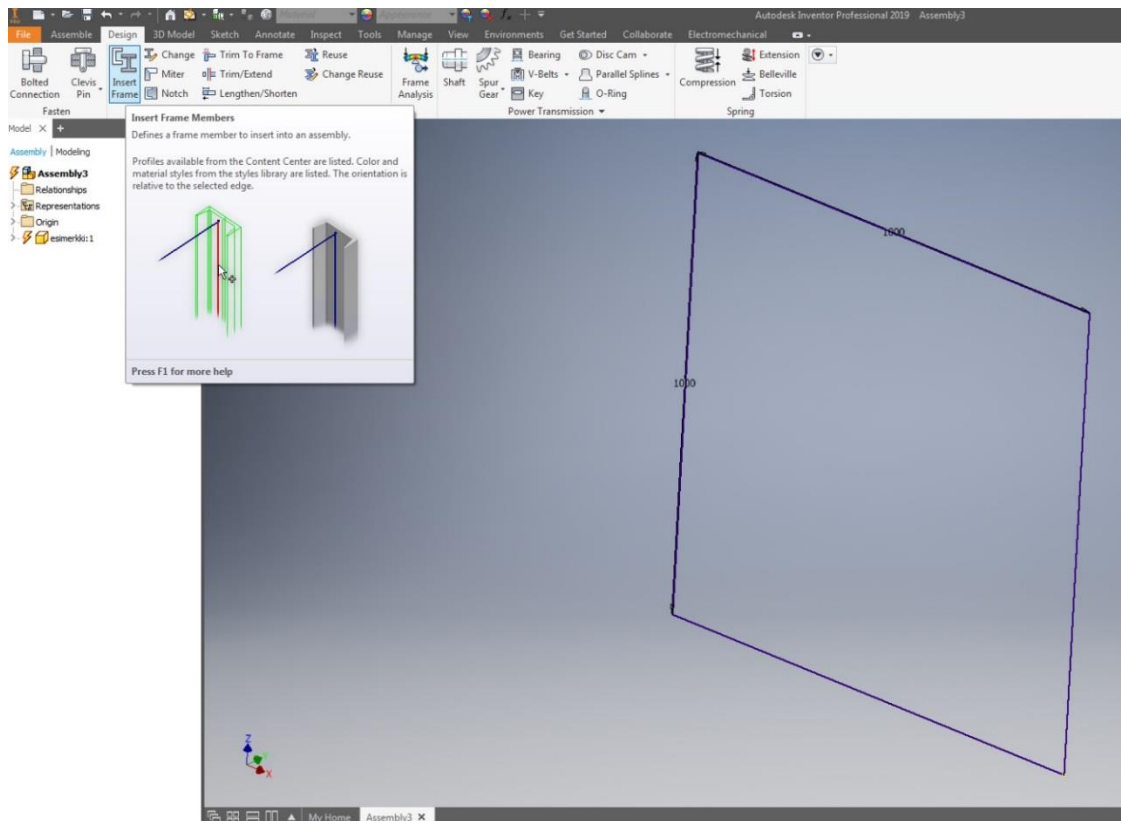 Material
Appearance
Autodesk Inventor Professional 2019 Assembly3
PRO
File Assemble Design 3D Model Sketch Annotate Inspect Tools Manage View Environments Get Started Collaborate Electromechanical
Bolted Connection
Clevis Pin
Insert Frame
Change
Miter
Notch
Trim To Frame
Trim/Extend
Lengthen/Shorten
Reuse
Change Reuse
Frame Analysis
Shaft
Spur Gear
Bearing
V-Belts
Key
Disc Cam
Parallel Splines
O-Ring
Compression
Extension
Belleville
Torsion
Fasten
Power Transmission
Spring
Model
Assembly | Modeling
Assembly3
Relationships
Representations
Origin
esimerkki:1
Insert Frame Members
Defines a frame member to insert into an assembly.
Profiles available from the Content Center are listed. Color and
material styles from the styles library are listed. The orientation is
relative to the selected edge.
Press F1 for more help
1000
1000
Z
Y
X
My Home Assembly3